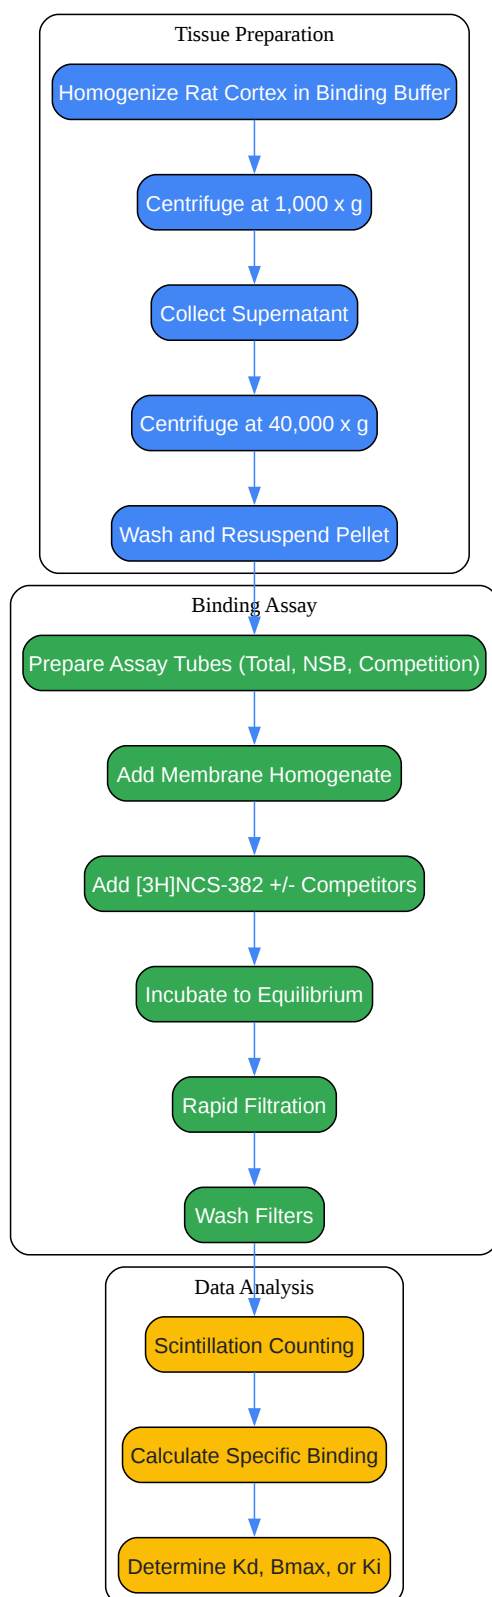 Tissue Preparation
Homogenize Rat Cortex in Binding Buffer
Centrifuge at 1,000 x g
Collect Supernatant
Centrifuge at 40,000 x g
Wash and Resuspend Pellet
Binding Assay
Prepare Assay Tubes (Total, NSB, Competition)
Add Membrane Homogenate
Add [3H]NCS-382 +/- Competitors
Incubate to Equilibrium
Rapid Filtration
Wash Filters
Data Analysis
Scintillation Counting
Calculate Specific Binding
Determine Kd, Bmax, or Ki